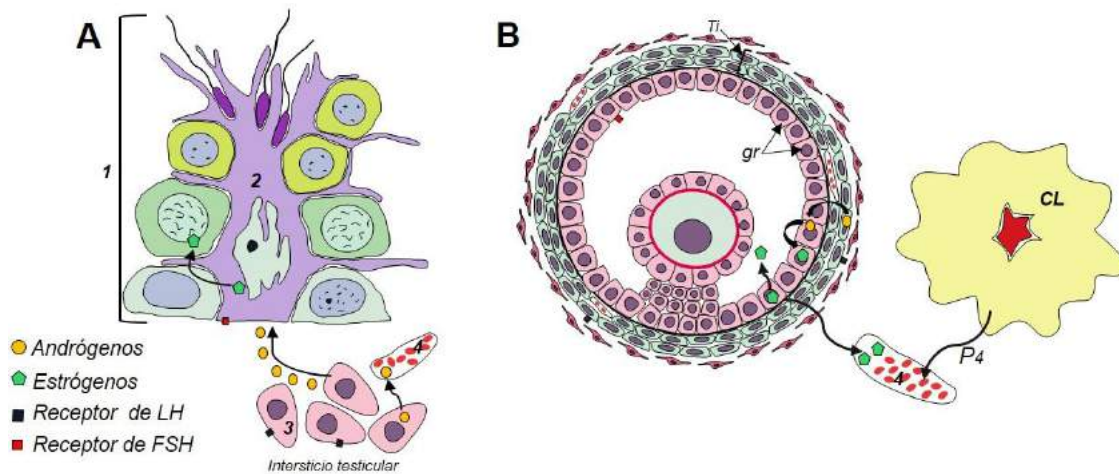 A
1
2
3
4
Andrógenos
Estrógenos
Receptor de LH
Receptor de FSH
Intersticio testicular
B
Ti
gr
CL
P4
4